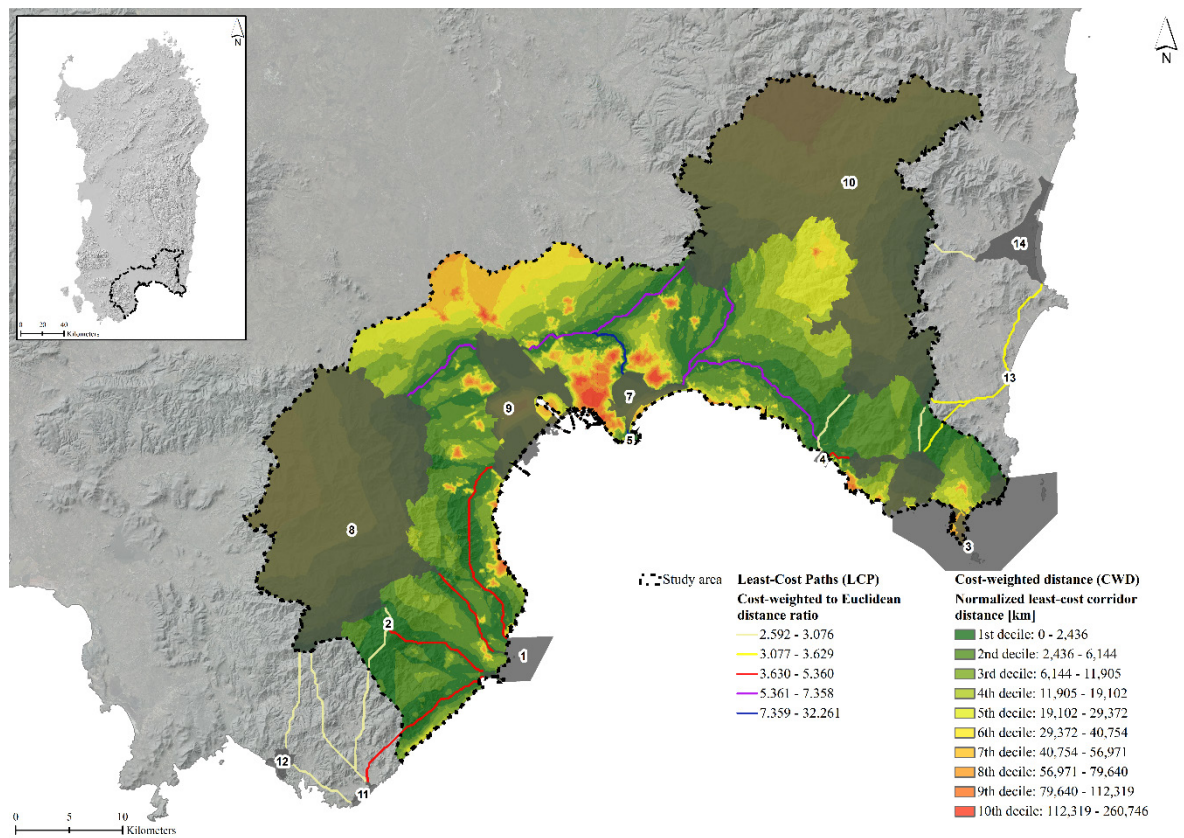 N
N
0 20 40
Kilometers
10
14
13
9
7
5
4
3
8
2
1
12
11
Study area
Least-Cost Paths (LCP)
Cost-weighted to Euclidean
distance ratio
2.592 - 3.076
3.077 - 3.629
3.630 - 5.360
5.361 - 7.358
7.359 - 32.261
Cost-weighted distance (CWD)
Normalized least-cost corridor
distance [km]
1st decile: 0 - 2,436
2nd decile: 2,436 - 6,144
3rd decile: 6,144 - 11,905
4th decile: 11,905 - 19,102
5th decile: 19,102 - 29,372
6th decile: 29,372 - 40,754
7th decile: 40,754 - 56,971
8th decile: 56,971 - 79,640
9th decile: 79,640 - 112,319
10th decile: 112,319 - 260,746
0 5 10
Kilometers